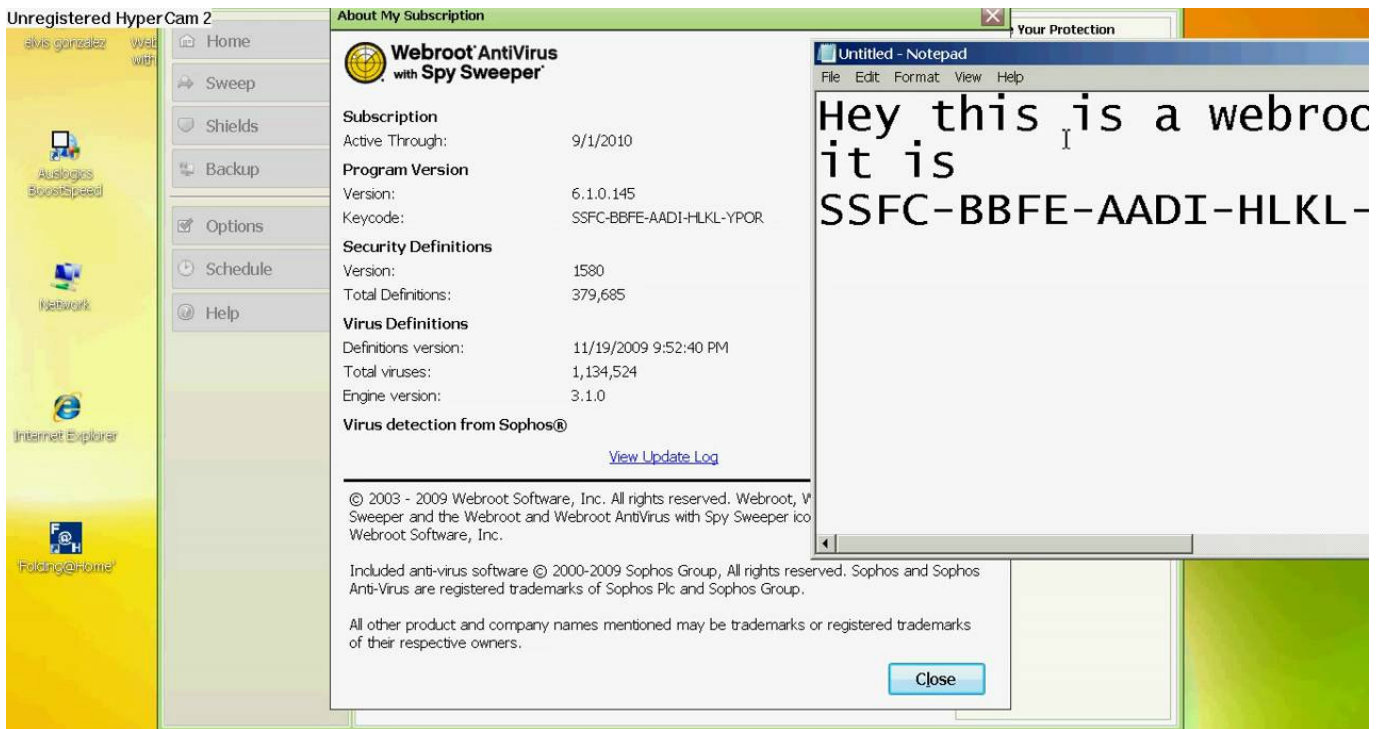 Unregistered HyperCam 2
elvis gonzalez
with
Auslogics
BoostSpeed
Network
Internet Explorer
Folding@Home
Home
Sweep
Shields
Backup
Options
Schedule
Help
About My Subscription
Webroot AntiVirus
with Spy Sweeper
Subscription
Active Through: 9/1/2010
Program Version
Version: 6.1.0.145
Keycode: SSFC-BBFE-AADI-HLKL-YPOR
Security Definitions
Version: 1580
Total Definitions: 379,685
Virus Definitions
Definitions version: 11/19/2009 9:52:40 PM
Total viruses: 1,134,524
Engine version: 3.1.0
Virus detection from Sophos®
View Update Log
© 2003 - 2009 Webroot Software, Inc. All rights reserved. Webroot,
Sweeper and the Webroot and Webroot AntiVirus with Spy Sweeper
Webroot Software, Inc.
Included anti-virus software © 2000-2009 Sophos Group, All rights reserved. Sophos and Sophos
Anti-Virus are registered trademarks of Sophos Plc and Sophos Group.
All other product and company names mentioned may be trademarks or registered trademarks
of their respective owners.
Close
Your Protection
Untitled - Notepad
File Edit Format View Help
Hey this is a webroo
it is
SSFC-BBFE-AADI-HLKL-